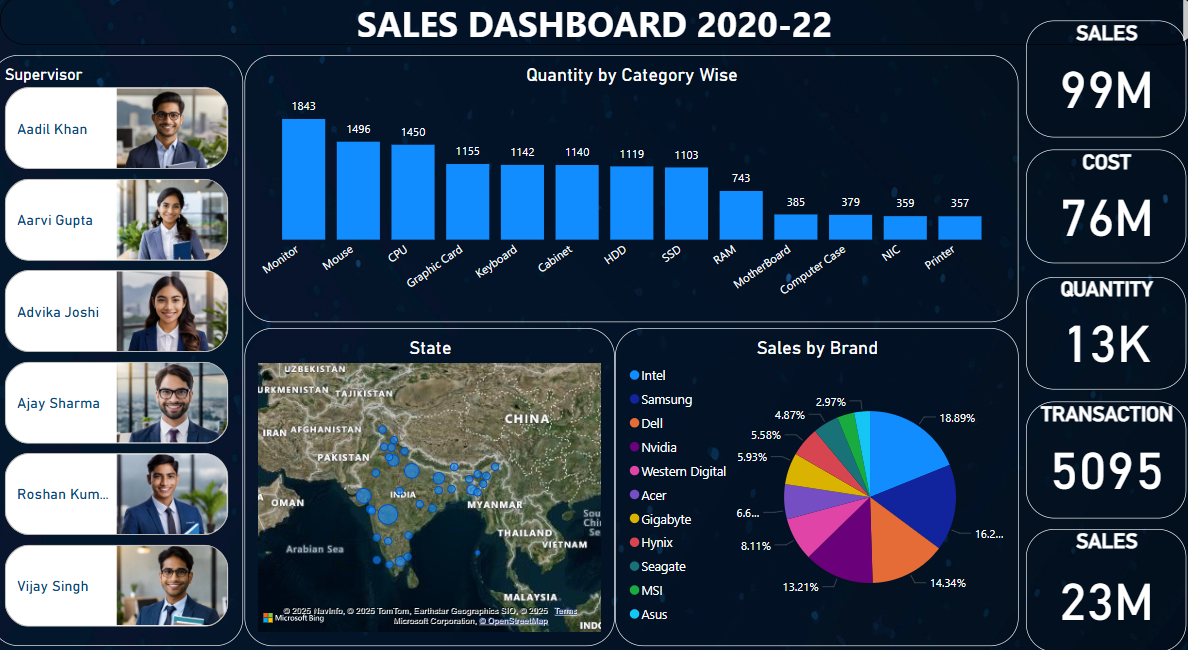 SALES DASHBOARD 2020-22
Supervisor
Aadil Khan
Aarvi Gupta
Advika Joshi
Ajay Sharma
Roshan Kum...
Vijay Singh
Quantity by Category Wise
1843
1496
1450
1155
1142
1140
1119
1103
743
385
379
359
357
Monitor
Mouse
CPU
Graphic Card
Keyboard
Cabinet
HDD
SSD
RAM
MotherBoard
Computer Case
NIC
Printer
State
UZBEKISTAN
URKMENISTAN
TAJIKISTAN
CHINA
IRAN
AFGHANISTAN
PAKISTAN
OMAN
INDIA
MYANMAR
Sou
Chi
Se
THAILAND
VIETNAM
Arabian Sea
MALAYSIA
INDO
© 2025 NavInfo, © 2025 TomTom, Earthstar Geographics SIO, © 2025 Terms
Microsoft Bing
Microsoft Corporation, © OpenStreetMap
Sales by Brand
Intel
Samsung
Dell
Nvidia
Western Digital
Acer
Gigabyte
Hynix
Seagate
MSI
Asus
18.89%
16.2...
14.34%
13.21%
8.11%
6.6...
5.93%
5.58%
4.87%
2.97%
SALES
99M
COST
76M
QUANTITY
13K
TRANSACTION
5095
SALES
23M